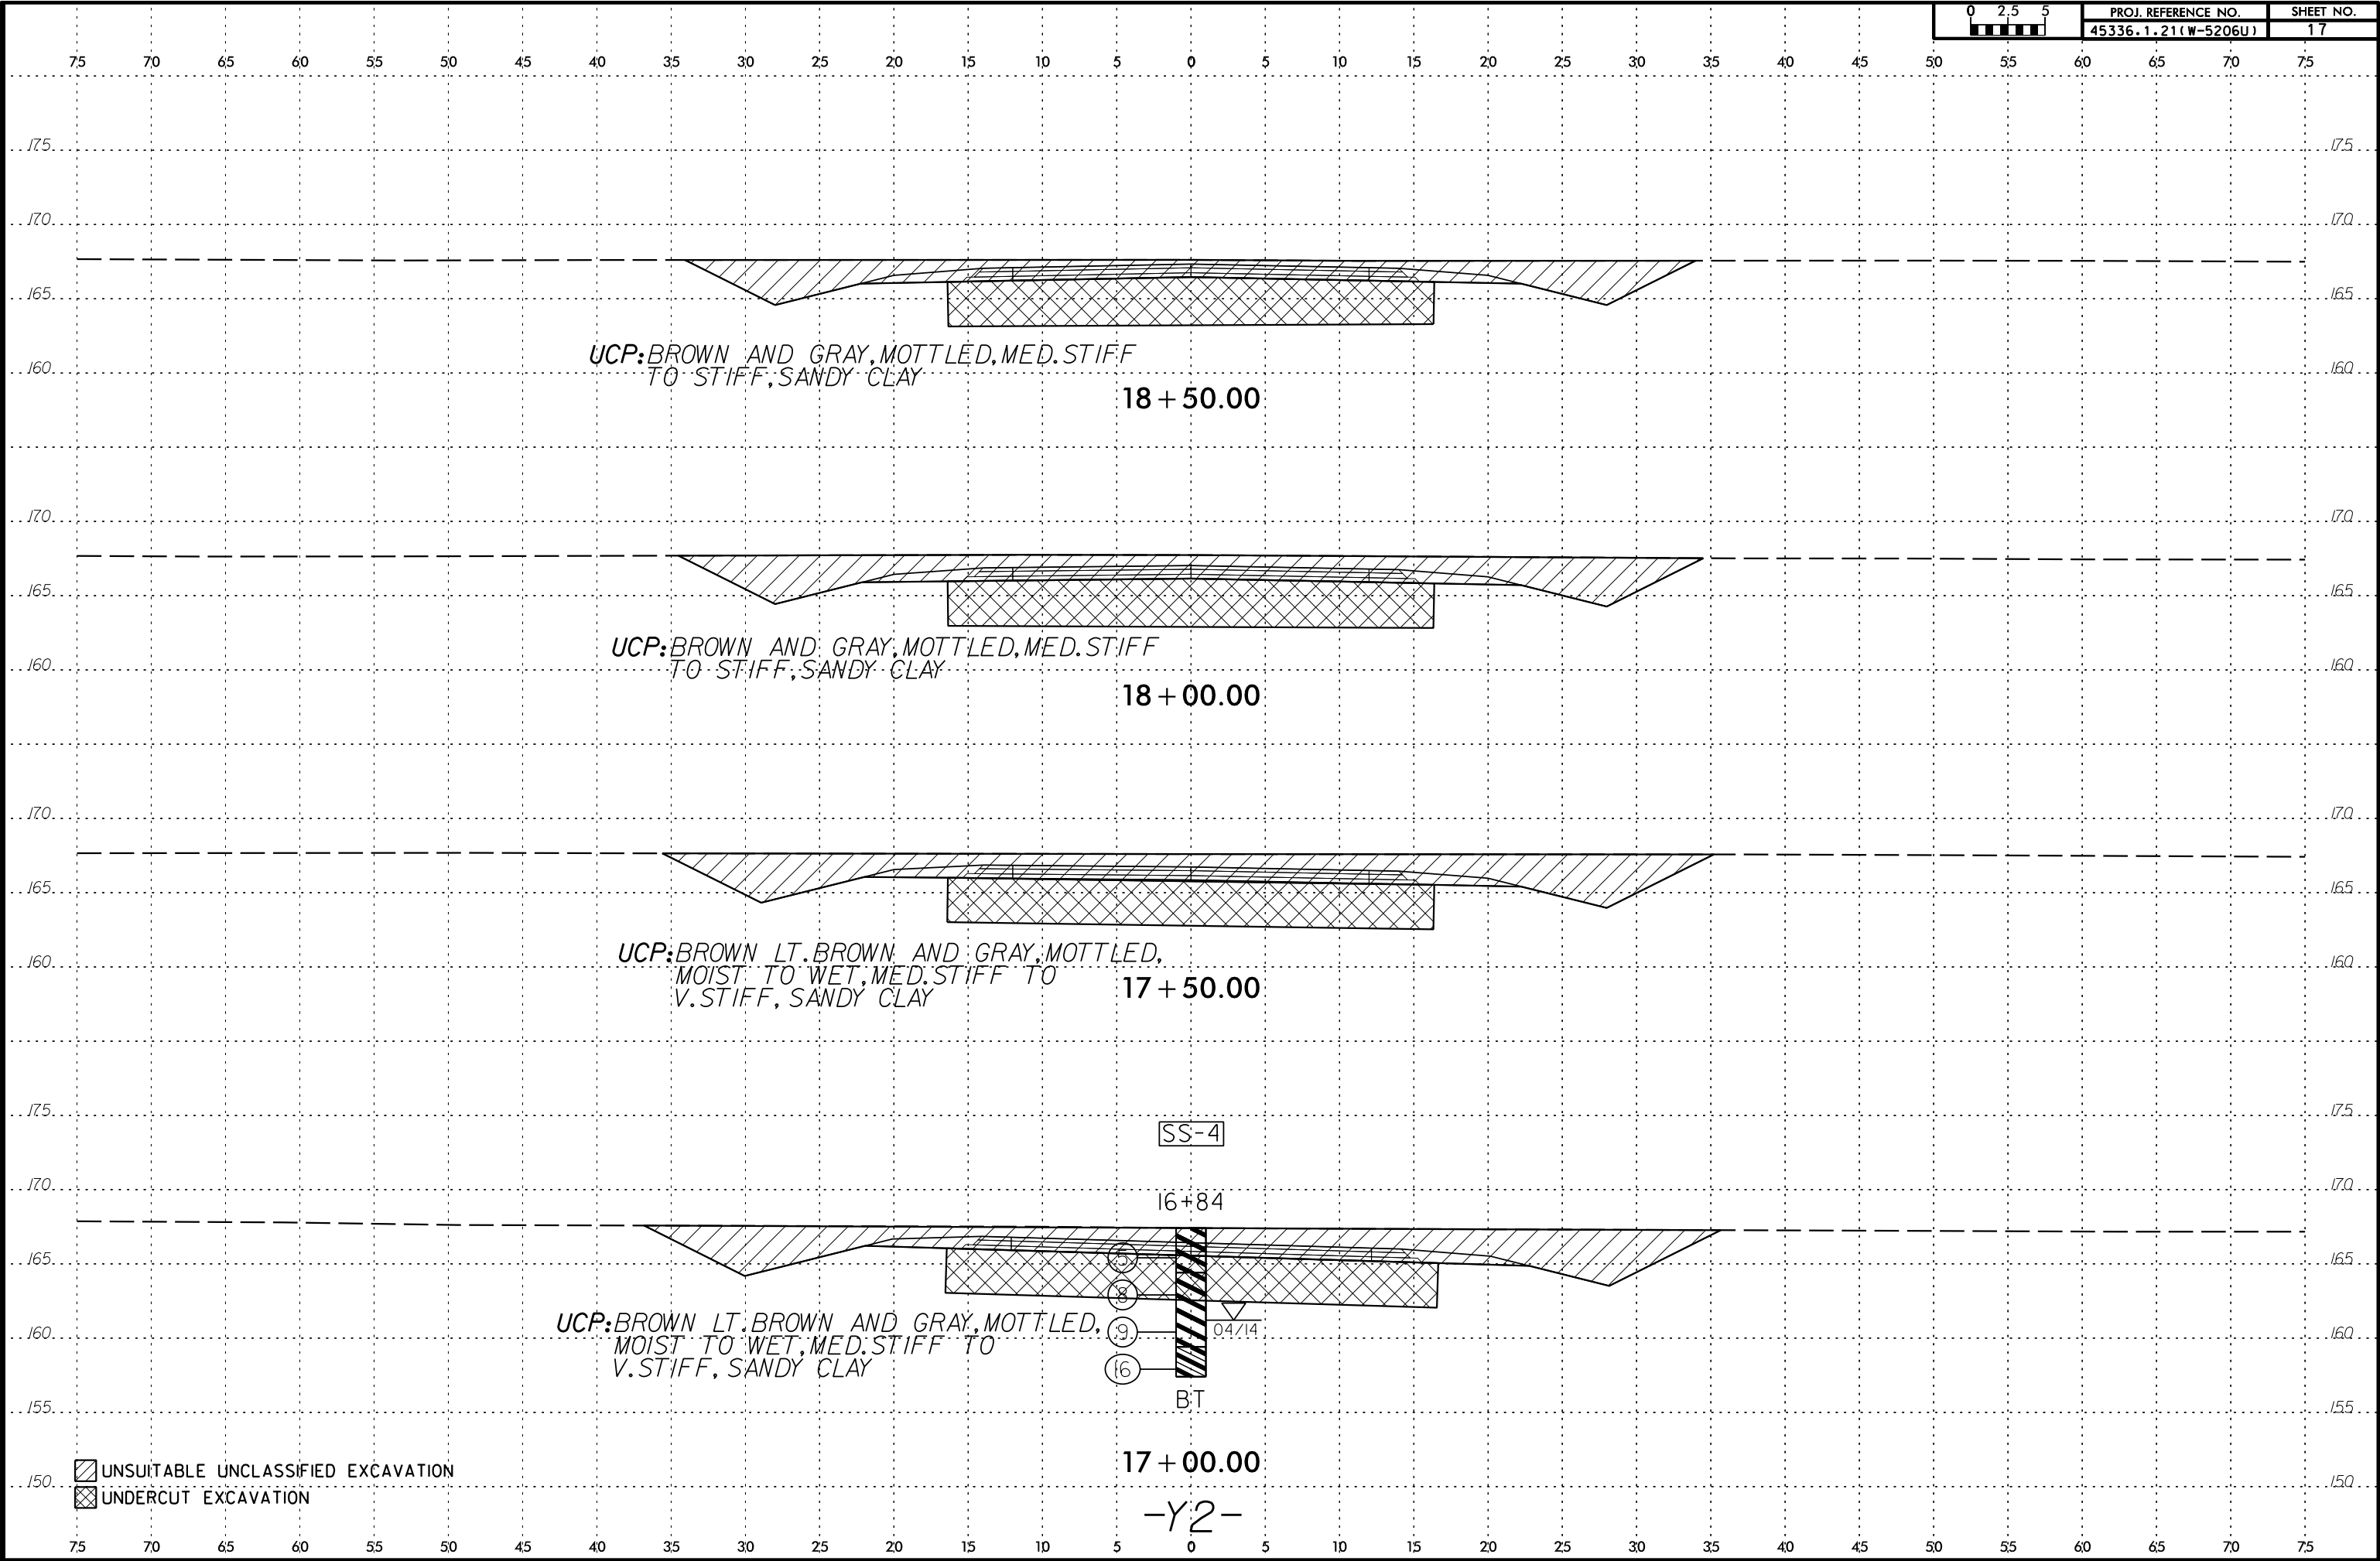 0 2.5 5
PROJ. REFERENCE NO. SHEET NO.
45336.1.21(W-5206U) 17
75 70 65 60 55 50 45 40 35 30 25 20 15 10 5 0 5 10 15 20 25 30 35 40 45 50 55 60 65 70 75
175 175
170 170
165 165
UCP: BROWN AND GRAY, MOTTLED, MED. STIFF
160 TO STIFF, SANDY CLAY 160
18+50.00
170 170
165 165
UCP: BROWN AND GRAY, MOTTLED, MED. STIFF
160 TO STIFF, SANDY CLAY 160
18+00.00
170 170
165 165
UCP: BROWN LT. BROWN AND GRAY, MOTTLED,
160 MOIST TO WET, MED. STIFF TO 160
V. STIFF, SANDY CLAY
17+50.00
175 175
SS-4
170 170
16+84
165 5 165
8
UCP: BROWN LT. BROWN AND GRAY, MOTTLED,
160 MOIST TO WET, MED. STIFF TO 9 04/14 160
V. STIFF, SANDY CLAY 16
BT
155 155
17+00.00
UNSUITABLE UNCLASSIFIED EXCAVATION
150 150
UNDERCUT EXCAVATION
-Y2-
75 70 65 60 55 50 45 40 35 30 25 20 15 10 5 0 5 10 15 20 25 30 35 40 45 50 55 60 65 70 75